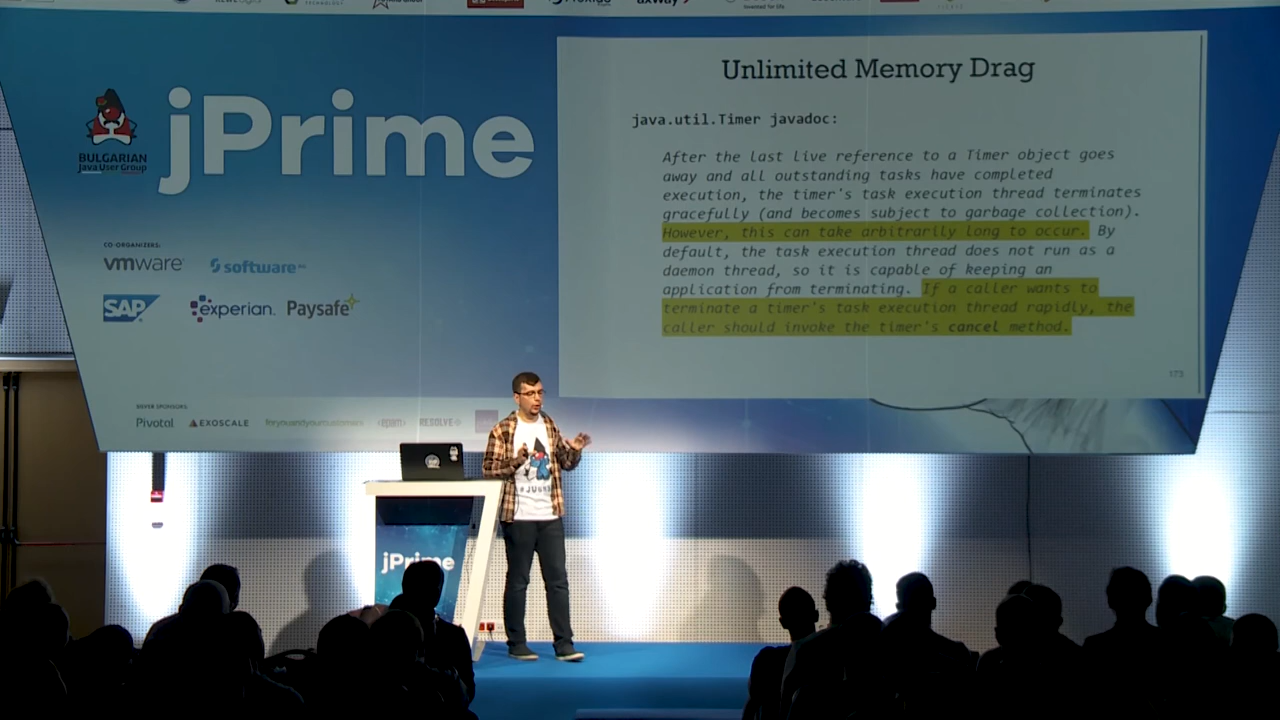 axway
Unlimited Memory Drag
jPrime
BULGARIAN
Java User Group
java.util.Timer javadoc:
After the last live reference to a Timer object goes
away and all outstanding tasks have completed
execution, the timer's task execution thread terminates
gracefully (and becomes subject to garbage collection).
However, this can take arbitrarily long to occur. By
default, the task execution thread does not run as a
daemon thread, so it is capable of keeping an
application from terminating. If a caller wants to
terminate a timer's task execution thread rapidly, the
caller should invoke the timer's cancel method.
173
CO-ORGANIZERS:
vmware
software
SAP
experian.
Paysafe
SILVER SPONSORS:
Pivotal
EXOSCALE
foryouandyourcustomers
epam
RESOLVE
jPrime